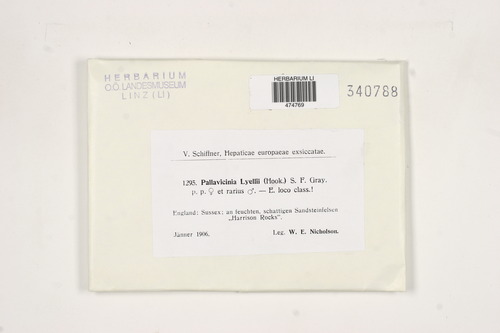 HERBARIUM
O.Ö. LANDESMUSEUM
LINZ (LI)
HERBARIUM LI
474769
340788
V. Schiffner, Hepaticae europaeae exsiccatae.
1295. Pallavicinia Lyellii (Hook.) S. F. Gray.
p. p. ♀ et rarius ♂. — E. loco class.!
England: Sussex; an feuchten, schattigen Sandsteinfelsen
„Harrison Rocks“.
Jänner 1906.
Leg. W. E. Nicholson.